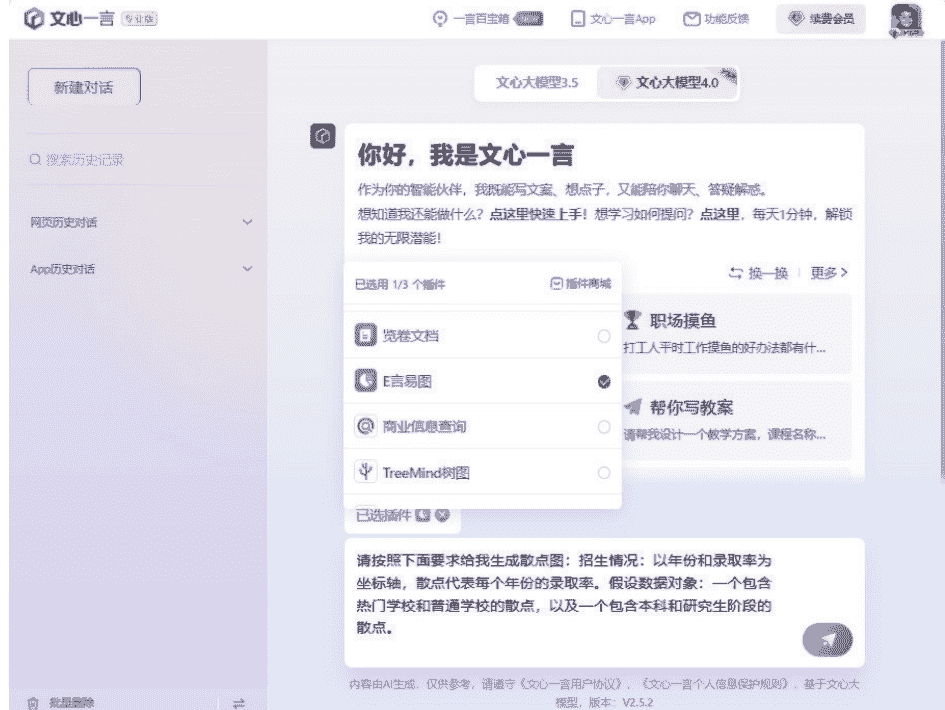 文心一言 专业版
一言百宝箱
文心一言App
功能反馈
续费会员
新建对话
搜索历史记录
网页历史对话
App历史对话
批量删除
文心大模型3.5
文心大模型4.0
你好，我是文心一言
作为你的智能伙伴，我既能写文案、想点子，又能陪你聊天、答疑解惑。
想知道我还能做什么？点这里快速上手！想学习如何提问？点这里，每天1分钟，解锁
我的无限潜能！
换一换
更多
职场摸鱼
打工人平时工作摸鱼的好办法都有什...
帮你写教案
请帮我设计一个教学方案，课程名称...
已选用 1/3 个插件
插件商城
览卷文档
E言易图
商业信息查询
TreeMind树图
已选插件
请按照下面要求给我生成散点图：招生情况：以年份和录取率为
坐标轴，散点代表每个年份的录取率。假设数据对象：一个包含
热门学校和普通学校的散点，以及一个包含本科和研究生阶段的
散点。
内容由AI生成，仅供参考，请遵守《文心一言用户协议》、《文心一言个人信息保护规则》，基于文心大
模型，版本：V2.5.2